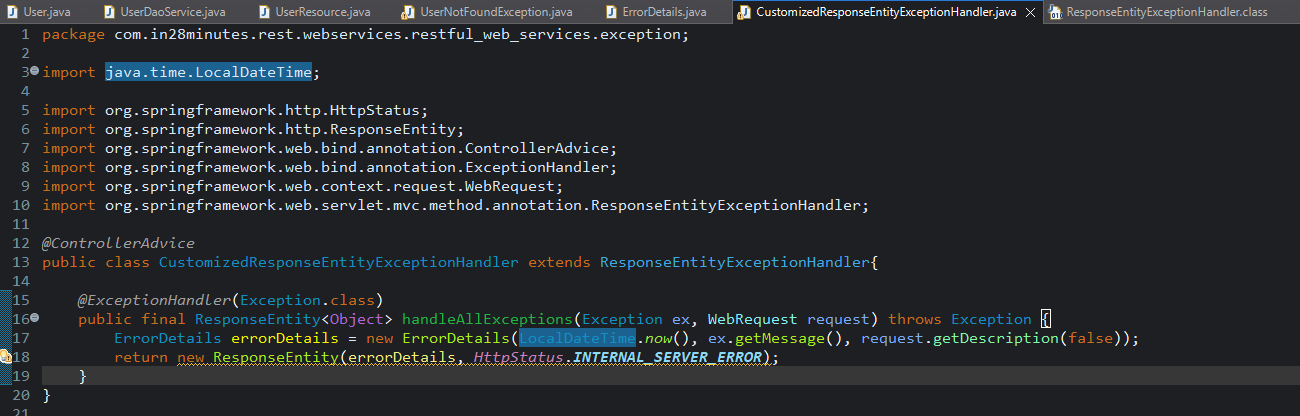 User.java UserDaoService.java UserResource.java UserNotFoundException.java ErrorDetails.java CustomizedResponseEntityExceptionHandler.java ResponseEntityExceptionHandler.class
1 package com.in28minutes.rest.webservices.restful_web_services.exception;
2
3 import java.time.LocalDateTime;
4
5 import org.springframework.http.HttpStatus;
6 import org.springframework.http.ResponseEntity;
7 import org.springframework.web.bind.annotation.ControllerAdvice;
8 import org.springframework.web.bind.annotation.ExceptionHandler;
9 import org.springframework.web.context.request.WebRequest;
10 import org.springframework.web.servlet.mvc.method.annotation.ResponseEntityExceptionHandler;
11
12 @ControllerAdvice
13 public class CustomizedResponseEntityExceptionHandler extends ResponseEntityExceptionHandler{
14
15 @ExceptionHandler(Exception.class)
16 public final ResponseEntity<Object> handleAllExceptions(Exception ex, WebRequest request) throws Exception {
17 ErrorDetails errorDetails = new ErrorDetails(LocalDateTime.now(), ex.getMessage(), request.getDescription(false));
18 return new ResponseEntity(errorDetails, HttpStatus.INTERNAL_SERVER_ERROR);
19 }
20 }
21